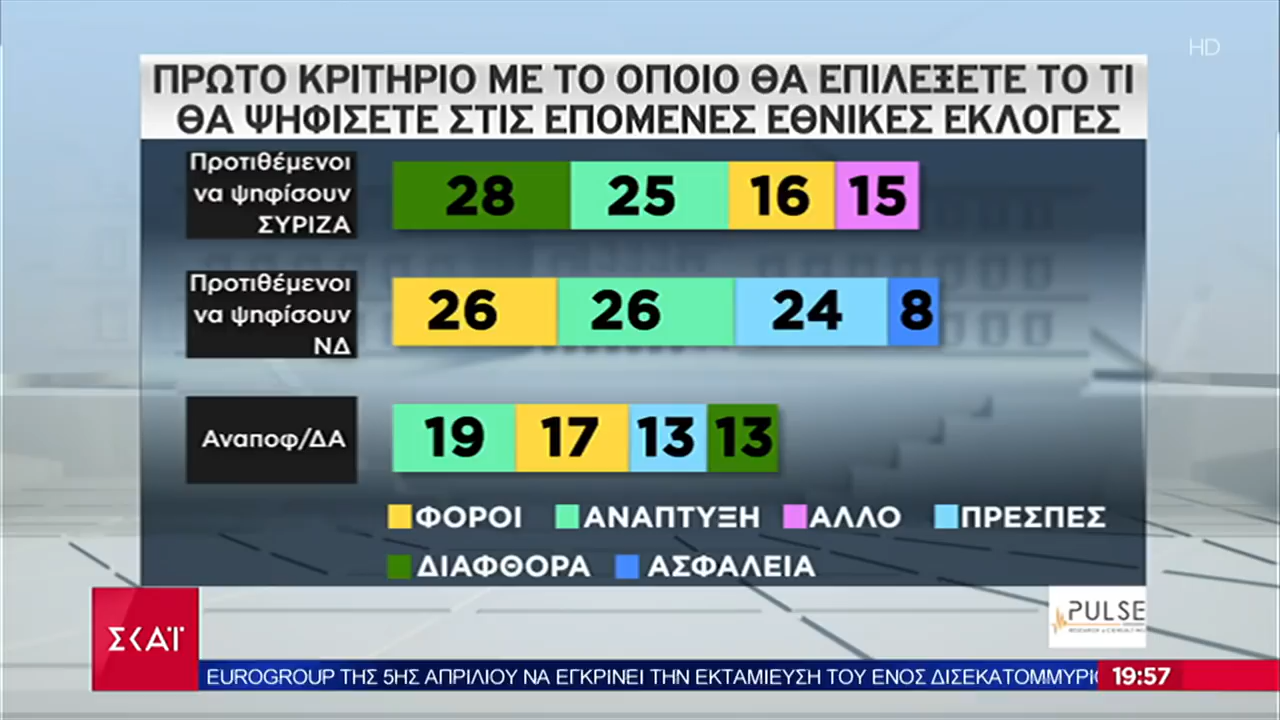 HD
ΠΡΩΤΟ ΚΡΙΤΗΡΙΟ ΜΕ ΤΟ ΟΠΟΙΟ ΘΑ ΕΠΙΛΕΞΕΤΕ ΤΟ ΤΙ
ΘΑ ΨΗΦΙΣΕΤΕ ΣΤΙΣ ΕΠΟΜΕΝΕΣ ΕΘΝΙΚΕΣ ΕΚΛΟΓΕΣ
Προτιθέμενοι
να ψηφίσουν
ΣΥΡΙΖΑ
28 25 16 15
Προτιθέμενοι
να ψηφίσουν
ΝΔ
26 26 24 8
Αναποφ/ΔΑ
19 17 13 13
ΦΟΡΟΙ ΑΝΑΠΤΥΞΗ ΑΛΛΟ ΠΡΕΣΠΕΣ
ΔΙΑΦΘΟΡΑ ΑΣΦΑΛΕΙΑ
PULSE
ΣΚΑΪ
EUROGROUP ΤΗΣ 5ΗΣ ΑΠΡΙΛΙΟΥ ΝΑ ΕΓΚΡΙΝΕΙ ΤΗΝ ΕΚΤΑΜΙΕΥΣΗ ΤΟΥ ΕΝΟΣ ΔΙΣΕΚΑΤΟΜΜΥΡΙ
19:57